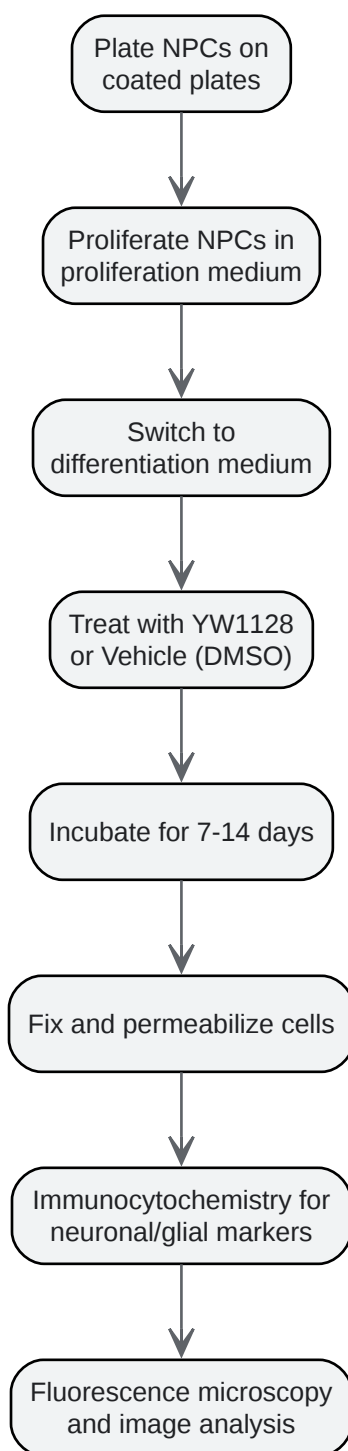 Plate NPCs on
coated plates
Proliferate NPCs in
proliferation medium
Switch to
differentiation medium
Treat with YW1128
or Vehicle (DMSO)
Incubate for 7-14 days
Fix and permeabilize cells
Immunocytochemistry for
neuronal/glial markers
Fluorescence microscopy
and image analysis